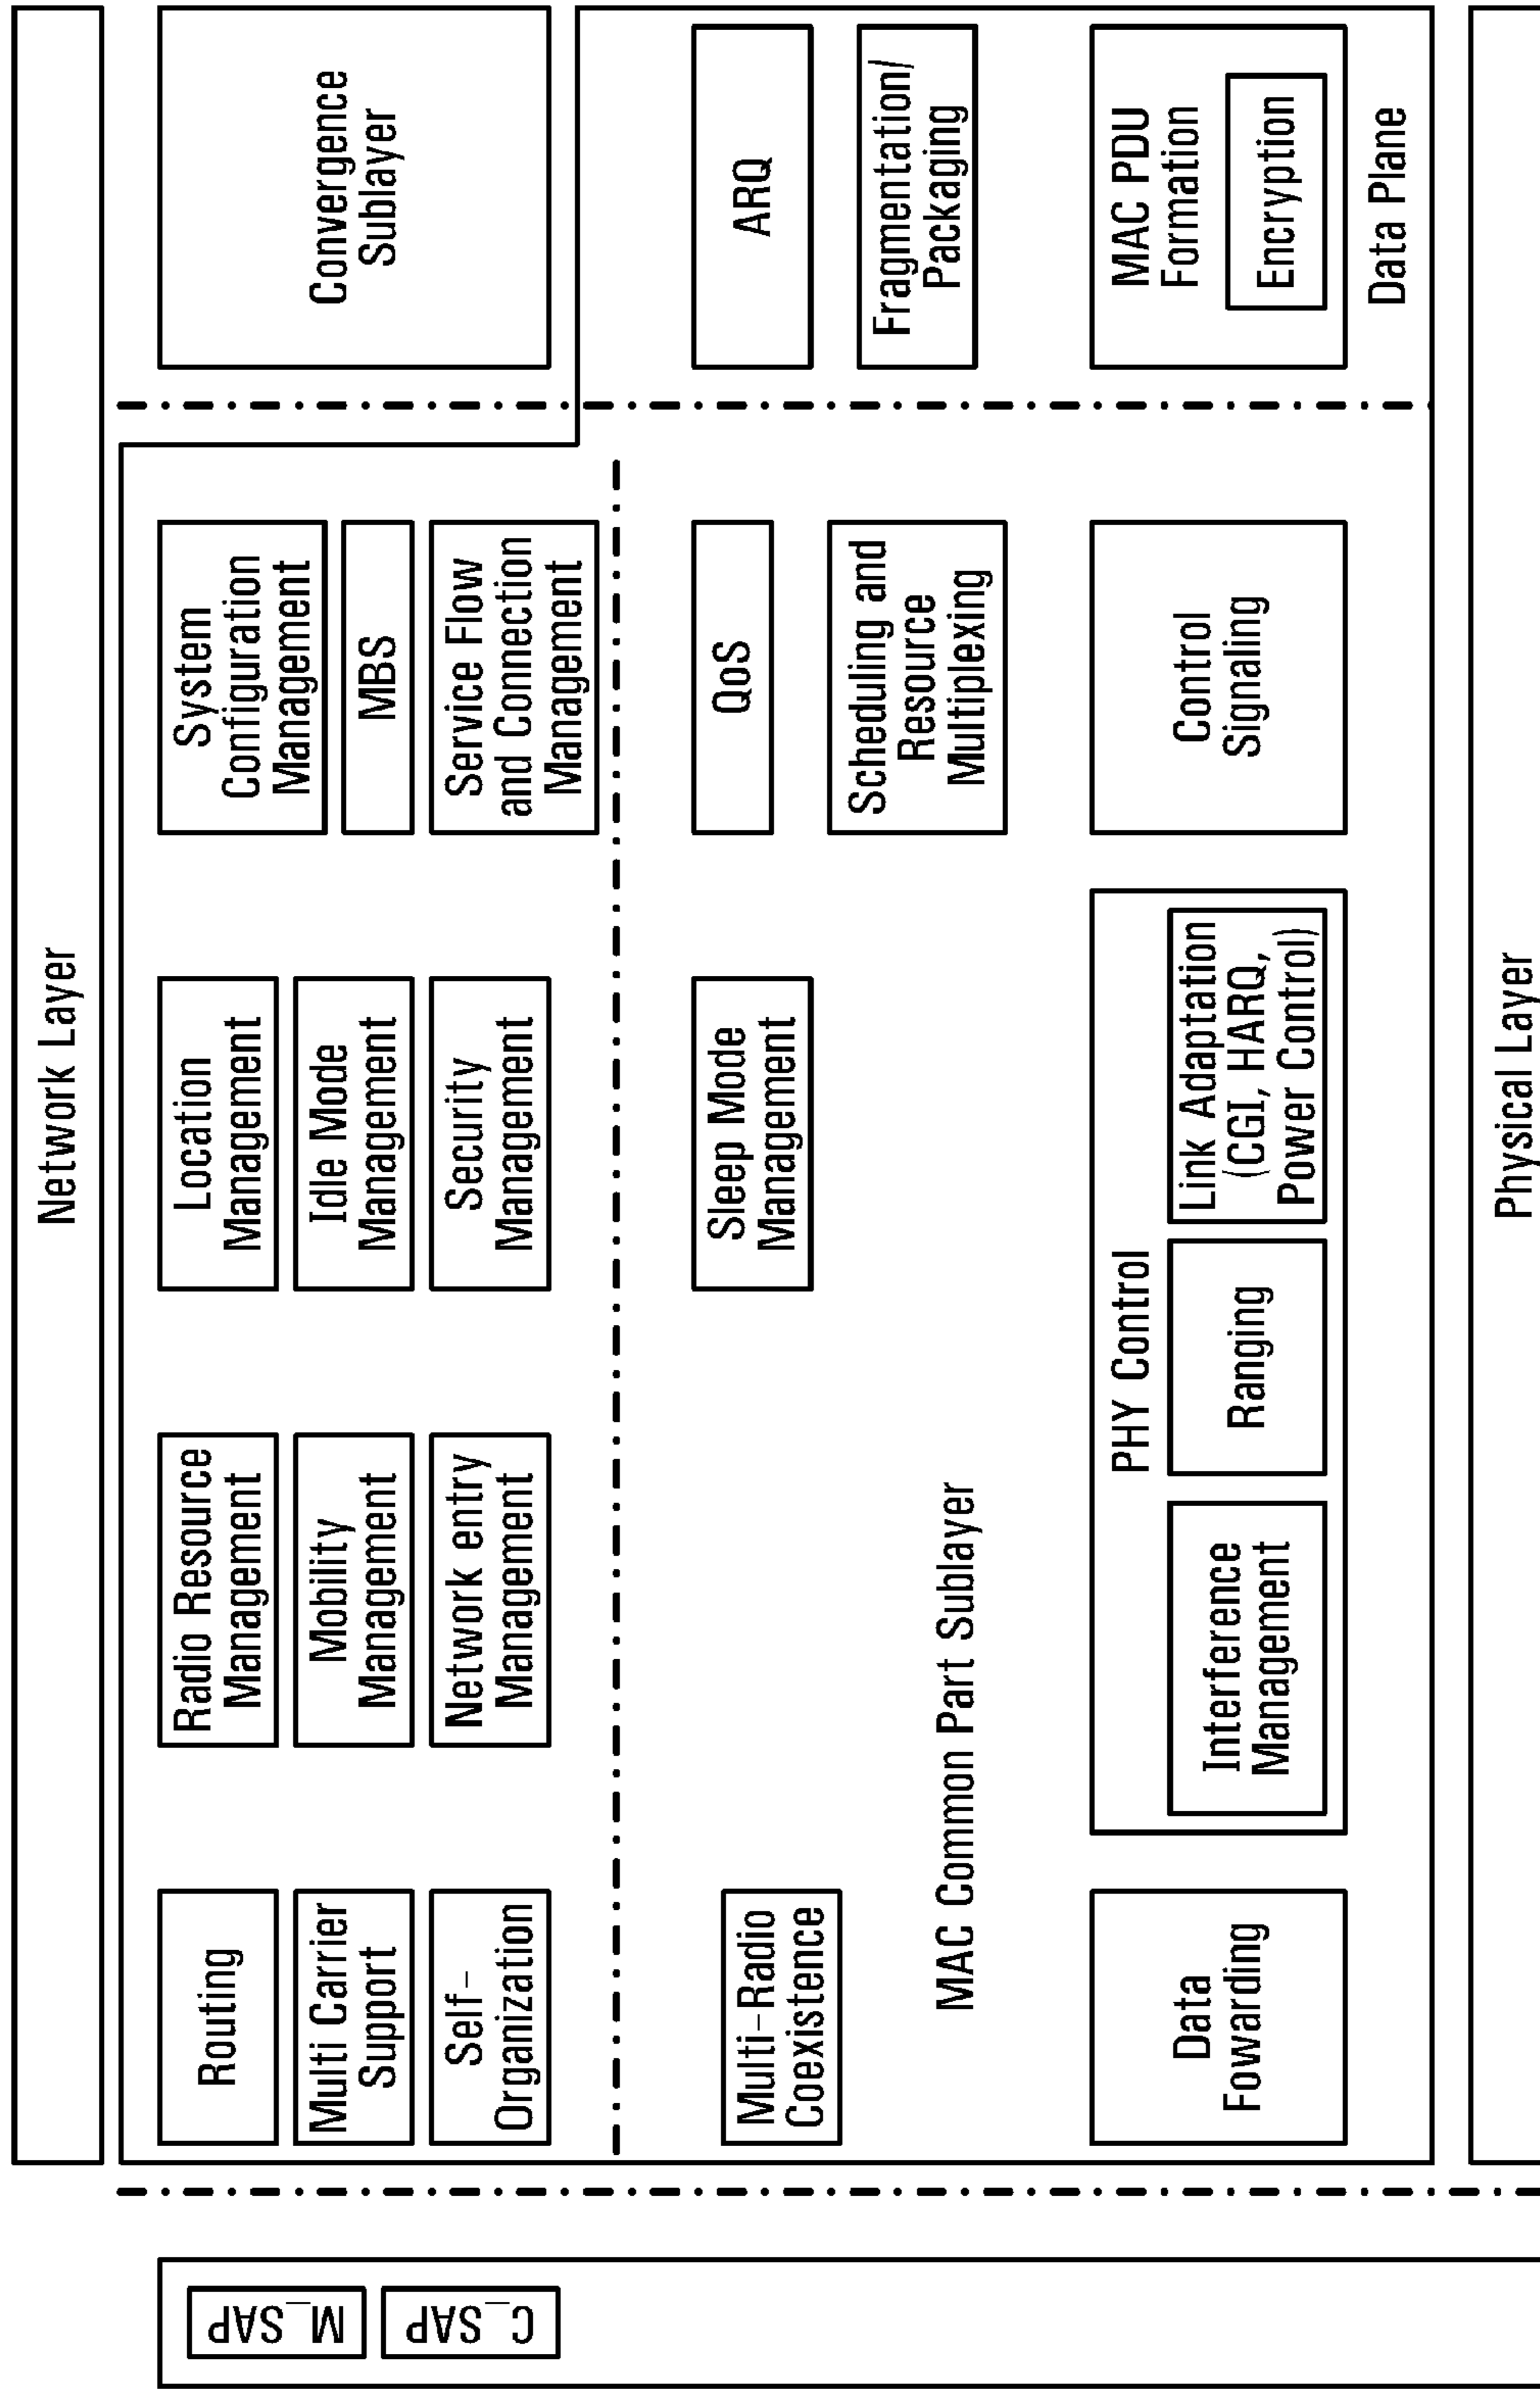 Network Layer
Routing
Radio Resource
Management
Location
Management
System
Configuration
Management
Convergence
Sublayer
Multi Carrier
Support
Mobility
Management
Idle Mode
Management
MBS
Self-
Organization
Network entry
Management
Security
Management
Service Flow
and Connection
Management
M_SAP
C_SAP
Multi-Radio
Coexistence
Sleep Mode
Management
QoS
ARQ
Scheduling and
Resource
Multiplexing
Fragmentation/
Packaging
MAC Common Part Sublayer
Data
Fowarding
PHY Control
Interference
Management
Ranging
Link Adaptation
(CGI, HARQ,
Power Control)
Control
Signaling
MAC PDU
Formation
Encryption
Data Plane
Physical Layer